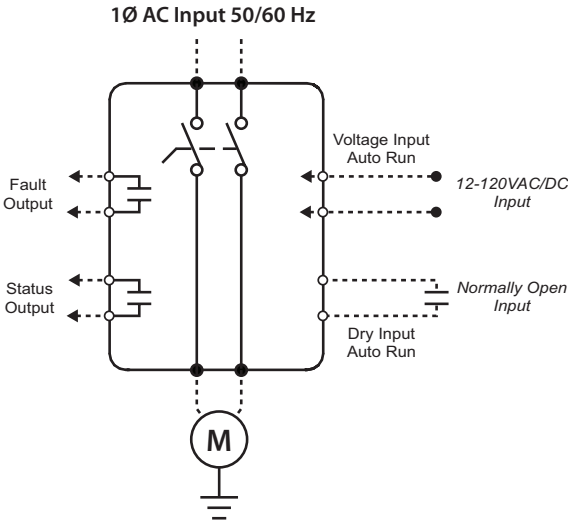 1Ø AC Input 50/60 Hz
Voltage Input
Auto Run
Fault
Output
12-120VAC/DC
Input
Status
Output
Normally Open
Input
Dry Input
Auto Run
M